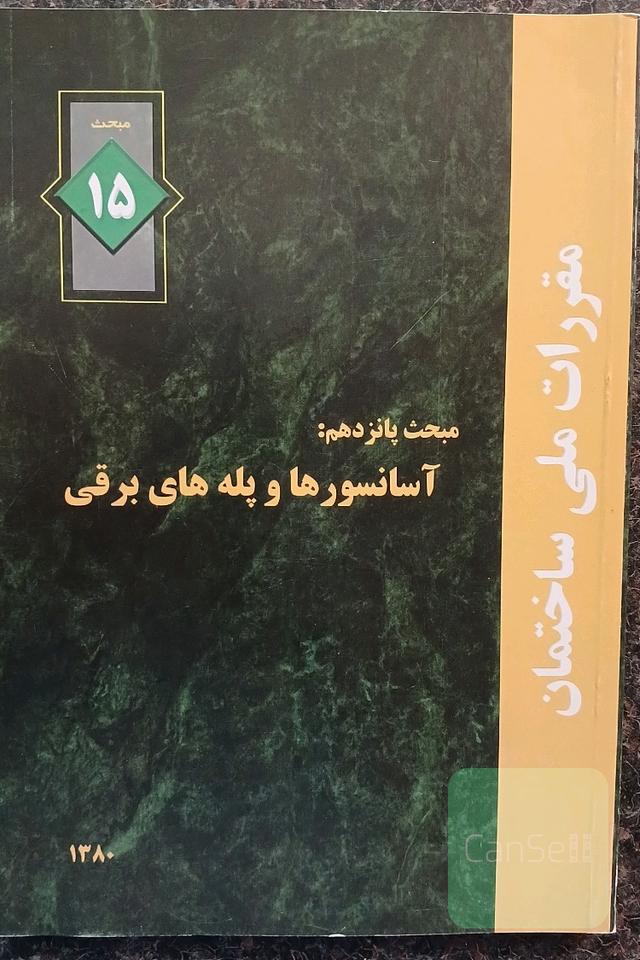 مبحث
۱۵
مقررات ملی ساختمان
مبحث پانزدهم:
آسانسورها و پله های برقی
۱۳۸۰
CanSell